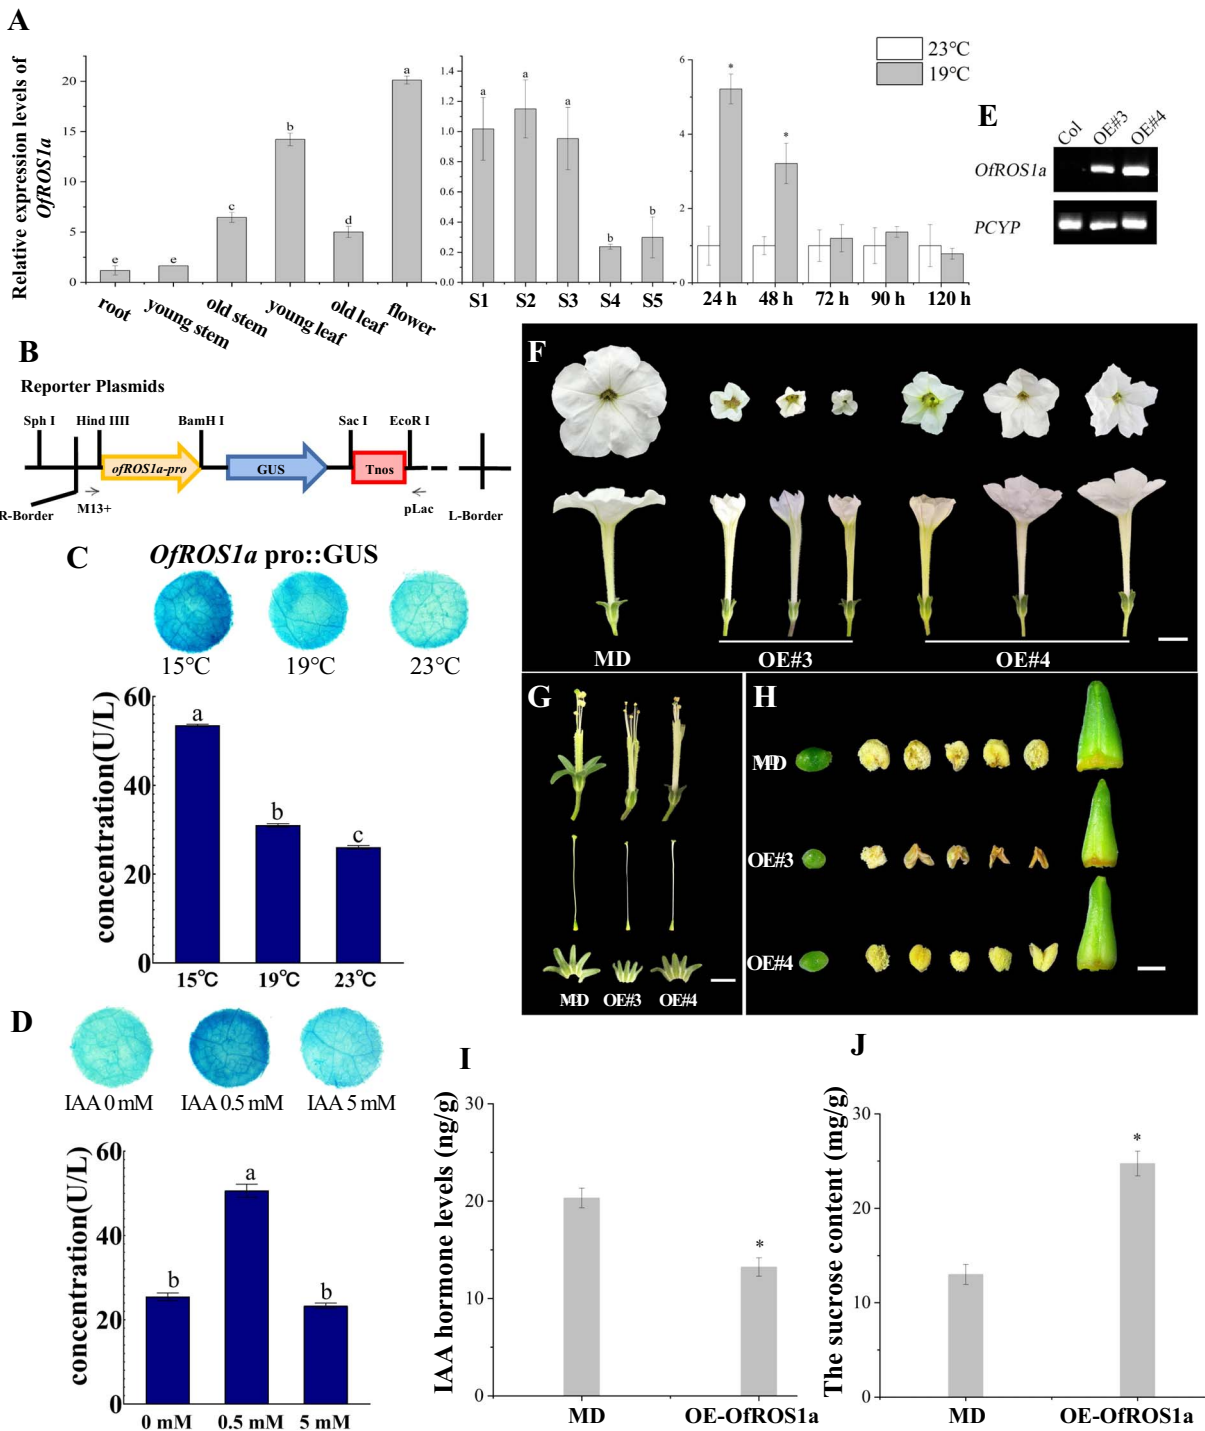 A
Relative expression levels of
OfROS1a
20
15
10
5
0
a
b
c
d
e
e
root
young stem
old stem
young leaf
old leaf
flower
1.4
1.2
1.0
0.8
0.6
0.4
0.2
0.0
a
a
a
b
b
S1
S2
S3
S4
S5
6
4
2
0
*
*
24 h
48 h
72 h
90 h
120 h
23°C
19°C
E
Col
OE#3
OE#4
OfROS1a
PCYP
B
Reporter Plasmids
Sph I
Hind IIII
BamH I
Sac I
EcoR I
ofROS1a-pro
GUS
Tnos
R-Border
M13+
pLac
L-Border
C
OfROS1a pro::GUS
15°C
19°C
23°C
concentration(U/L)
60
40
20
0
a
b
c
15℃
19℃
23℃
D
IAA 0 mM
IAA 0.5 mM
IAA 5 mM
concentration(U/L)
60
40
20
0
b
a
b
0 mM
0.5 mM
5 mM
F
MD
OE#3
OE#4
G
MD
OE#3
OE#4
H
MD
OE#3
OE#4
I
IAA hormone levels (ng/g)
30
20
10
0
*
MD
OE-OfROS1a
J
The sucrose content (mg/g)
30
20
10
0
*
MD
OE-OfROS1a